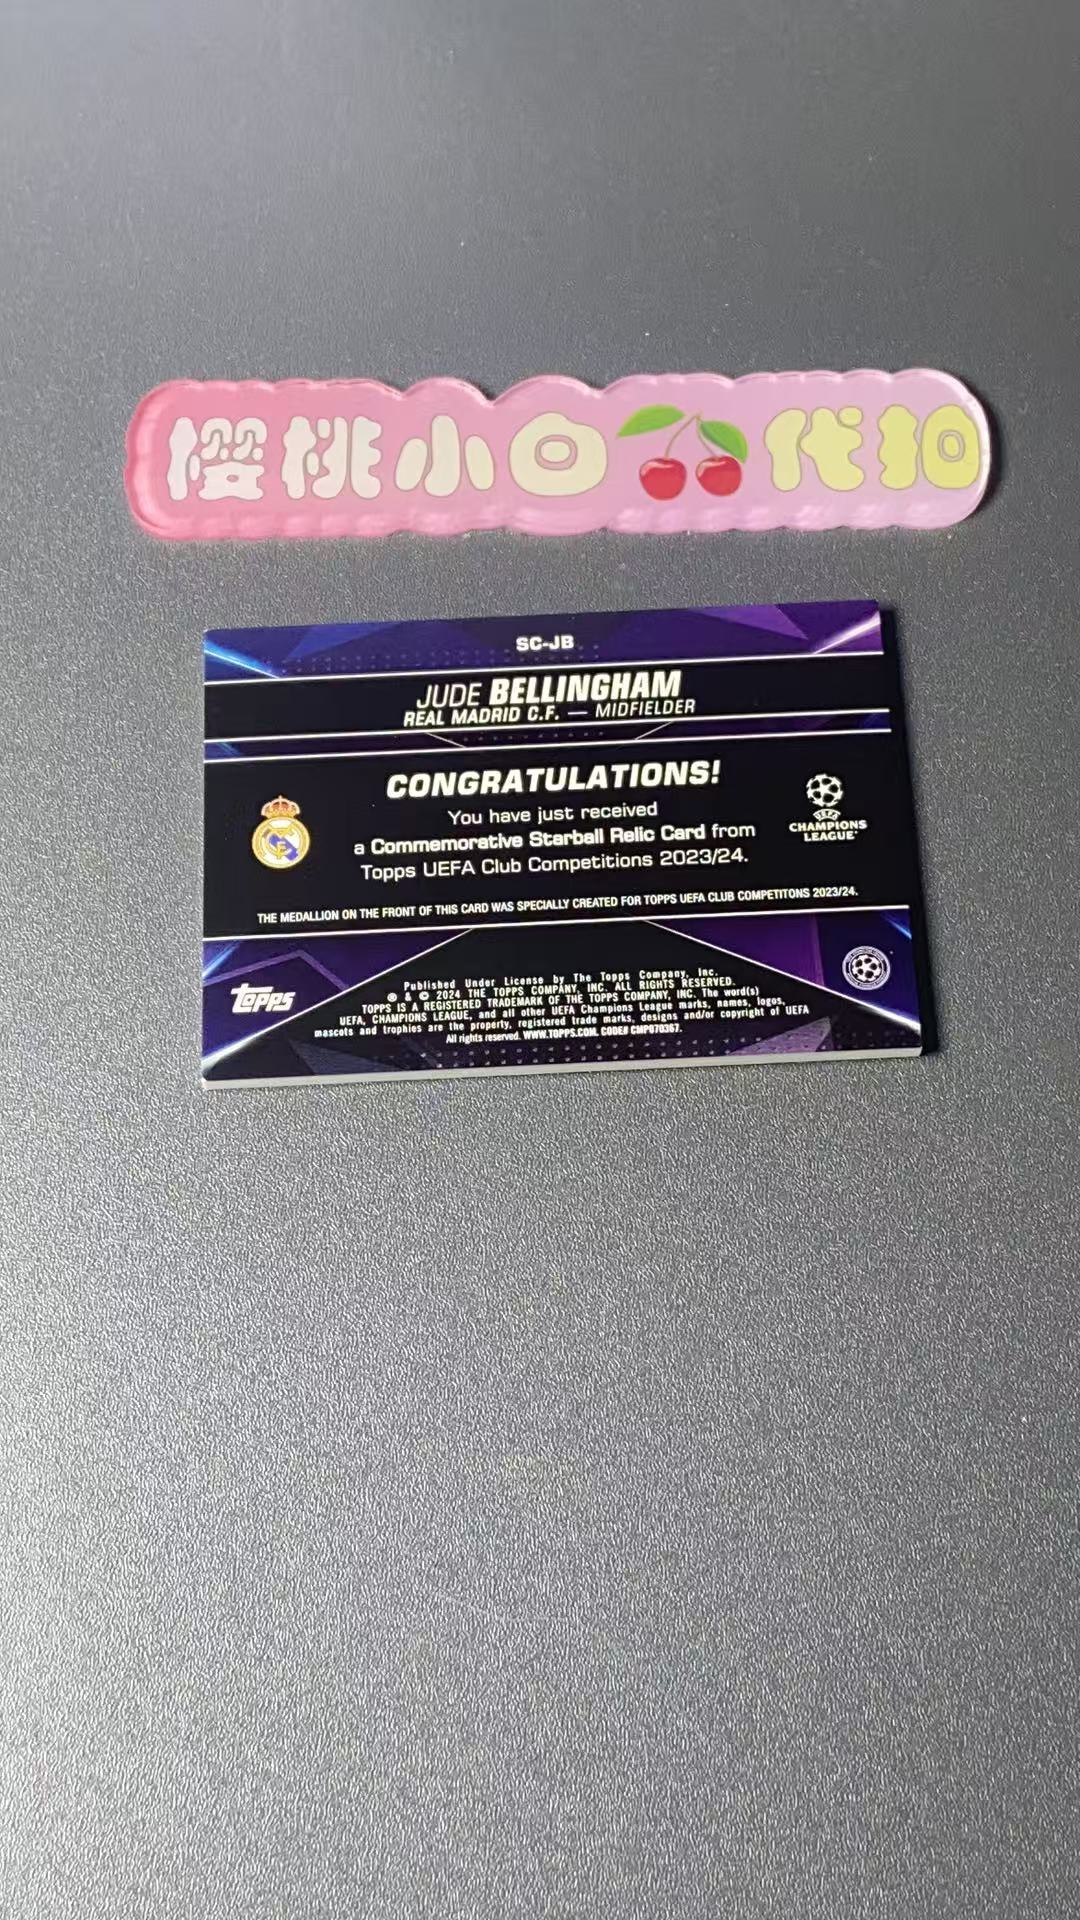 樱桃小口代扣
SC-JB
JUDE BELLINGHAM
REAL MADRID C.F. — MIDFIELDER
CONGRATULATIONS!
You have just received
a Commemorative Starball Relic Card from
Topps UEFA Club Competitions 2023/24.
UEFA
CHAMPIONS
LEAGUE
THE MEDALLION ON THE FRONT OF THIS CARD WAS SPECIALLY CREATED FOR TOPPS UEFA CLUB COMPETITONS 2023/24.
topps
Published Under License by The Topps Company, Inc.
® & © 2024 THE TOPPS COMPANY, INC. ALL RIGHTS RESERVED.
TOPPS IS A REGISTERED TRADEMARK OF THE TOPPS COMPANY, INC. The word(s)
UEFA, CHAMPIONS LEAGUE, and all other UEFA Champions League marks, names, logos,
mascots and trophies are the property, registered trade marks, designs and/or copyright of UEFA
All rights reserved. WWW.TOPPS.COM. CODE# CMP070367.